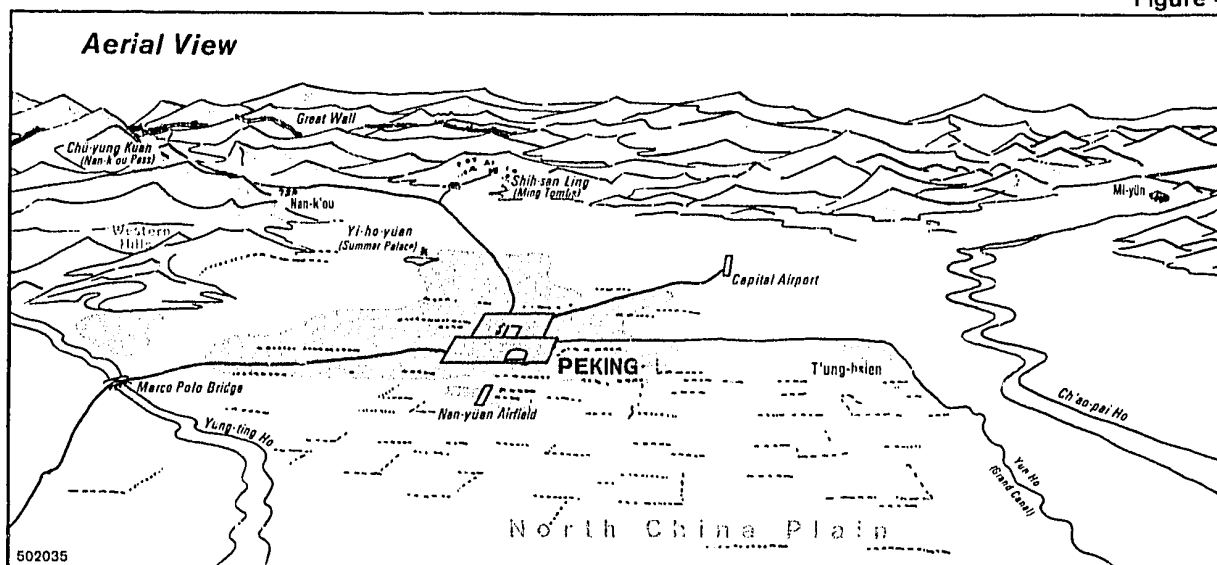 Figure
Aerial View
Great Wall
Chü-yung Kuan
(Nan-k'ou Pass)
Shih-san Ling
(Ming Tombs)
Mi-yün
Nan-k'ou
Western
Hills
Yi-ho-yüan
(Summer Palace)
Capital Airport
PEKING
T'ung-hsien
Marco Polo Bridge
Nan-yüan Airfield
Ch'ao-pai Ho
Yung-ting Ho
Yun Ho
(Grand Canal)
North China Plain
502035